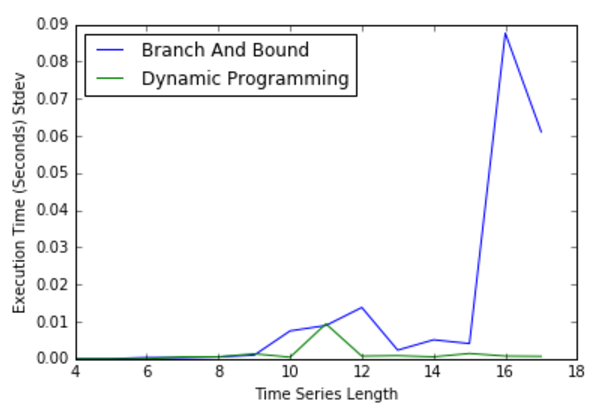 0.09
0.08
0.07
0.06
0.05
0.04
0.03
0.02
0.01
0.00
Execution Time (Seconds) Stdev
Branch And Bound
Dynamic Programming
4 6 8 10 12 14 16 18
Time Series Length